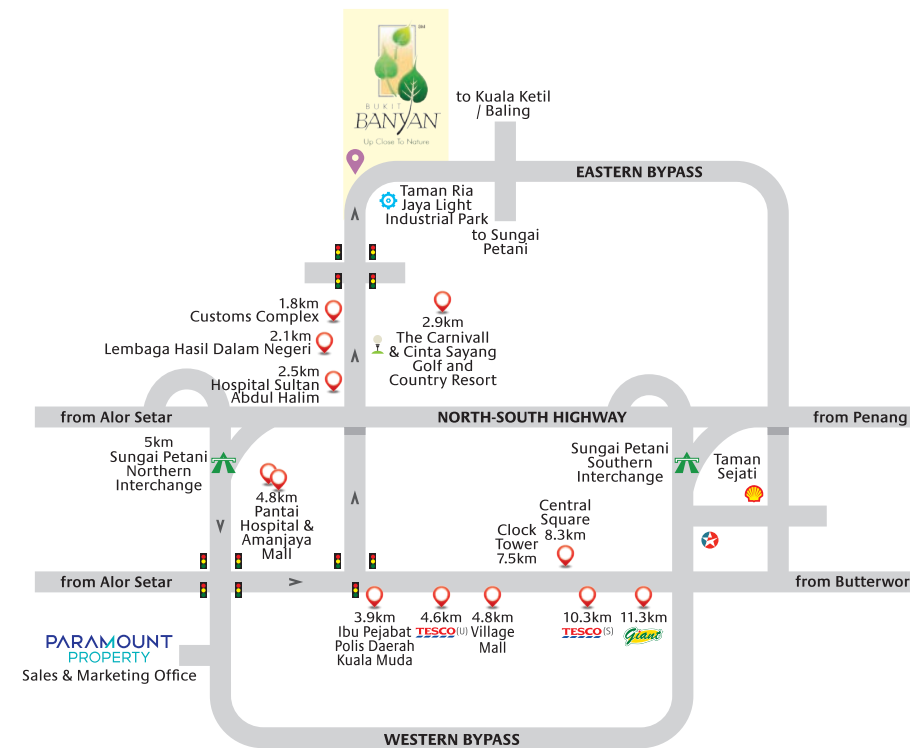 BUKIT
BANYAN
Up Close To Nature
to Kuala Ketil
/ Baling
EASTERN BYPASS
Taman Ria
Jaya Light
Industrial Park
to Sungai
Petani
1.8km
Customs Complex
2.1km
Lembaga Hasil Dalam Negeri
2.5km
Hospital Sultan
Abdul Halim
2.9km
The Carnivall
& Cinta Sayang
Golf and
Country Resort
from Alor Setar
NORTH-SOUTH HIGHWAY
from Penang
5km
Sungai Petani
Northern
Interchange
4.8km
Pantai
Hospital &
Amanjaya
Mall
Sungai Petani
Southern
Interchange
Taman
Sejati
Central
Square
8.3km
Clock
Tower
7.5km
from Alor Setar
from Butterwor
3.9km
Ibu Pejabat
Polis Daerah
Kuala Muda
4.6km
TESCO (U)
4.8km
Village
Mall
10.3km
TESCO (S)
11.3km
Giant
PARAMOUNT
PROPERTY
Sales & Marketing Office
WESTERN BYPASS